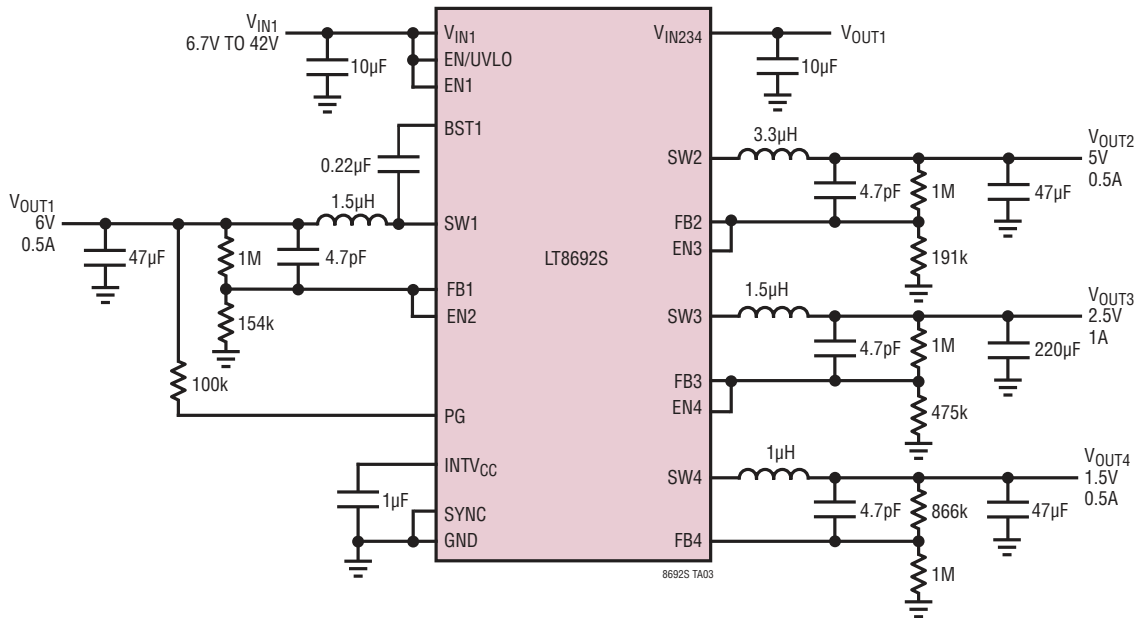 VIN1
6.7V TO 42V
10µF
VIN1
EN/UVLO
EN1
BST1
0.22µF
1.5µH
VOUT1
6V
0.5A
47µF
1M
4.7pF
SW1
FB1
EN2
154k
100k
PG
INTVCC
1µF
SYNC
GND
LT8692S
VIN234
VOUT1
10µF
SW2
3.3µH
VOUT2
5V
0.5A
4.7pF
1M
47µF
FB2
EN3
191k
1.5µH
SW3
VOUT3
2.5V
1A
4.7pF
1M
220µF
FB3
EN4
475k
1µH
SW4
VOUT4
1.5V
0.5A
4.7pF
866k
47µF
FB4
1M
8692S TA03